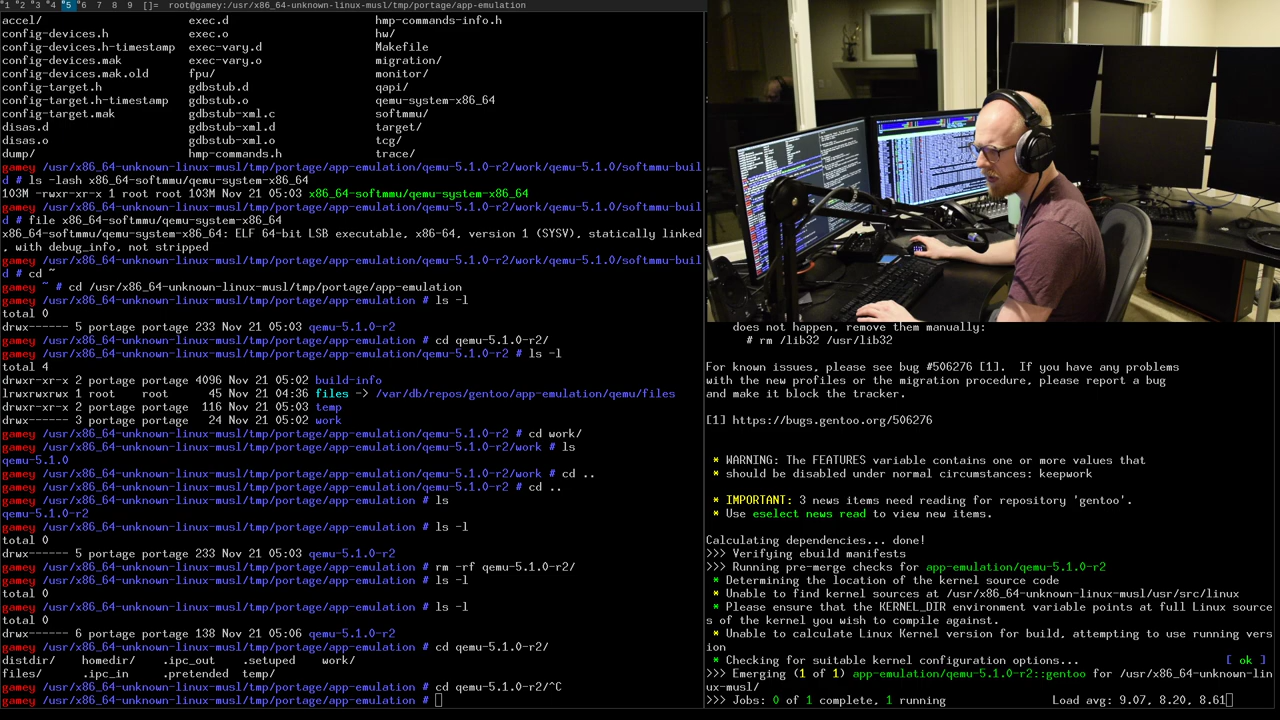 1 2 3 4 5 6 7 8 9 []= root@gamey:/usr/x86_64-unknown-linux-musl/tmp/portage/app-emulation
accel/ exec.d hmp-commands-info.h
config-devices.h exec.o hw/
config-devices.h-timestamp exec-vary.d Makefile
config-devices.mak exec-vary.o migration/
config-devices.mak.old fpu/ monitor/
config-target.h gdbstub.d qapi/
config-target.h-timestamp gdbstub.o qemu-system-x86_64
config-target.mak gdbstub-xml.c softmmu/
disas.d gdbstub-xml.d target/
disas.o gdbstub-xml.o tcg/
dump/ hmp-commands.h trace/
gamey /usr/x86_64-unknown-linux-musl/tmp/portage/app-emulation/qemu-5.1.0-r2/work/qemu-5.1.0/softmmu-buil
d # ls -lash x86_64-softmmu/qemu-system-x86_64
103M -rwxr-xr-x 1 root root 103M Nov 21 05:03 x86_64-softmmu/qemu-system-x86_64
gamey /usr/x86_64-unknown-linux-musl/tmp/portage/app-emulation/qemu-5.1.0-r2/work/qemu-5.1.0/softmmu-buil
d # file x86_64-softmmu/qemu-system-x86_64
x86_64-softmmu/qemu-system-x86_64: ELF 64-bit LSB executable, x86-64, version 1 (SYSV), statically linked
, with debug_info, not stripped
gamey /usr/x86_64-unknown-linux-musl/tmp/portage/app-emulation/qemu-5.1.0-r2/work/qemu-5.1.0/softmmu-buil
d # cd ~
gamey ~ # cd /usr/x86_64-unknown-linux-musl/tmp/portage/app-emulation
gamey /usr/x86_64-unknown-linux-musl/tmp/portage/app-emulation # ls -l
total 0
drwx------ 5 portage portage 233 Nov 21 05:03 qemu-5.1.0-r2
gamey /usr/x86_64-unknown-linux-musl/tmp/portage/app-emulation # cd qemu-5.1.0-r2/
gamey /usr/x86_64-unknown-linux-musl/tmp/portage/app-emulation/qemu-5.1.0-r2 # ls -l
total 4
drwxr-xr-x 2 portage portage 4096 Nov 21 05:02 build-info
lrwxrwxrwx 1 root root 45 Nov 21 04:36 files -> /var/db/repos/gentoo/app-emulation/qemu/files
drwxr-xr-x 2 portage portage 116 Nov 21 05:03 temp
drwx------ 3 portage portage 24 Nov 21 05:02 work
gamey /usr/x86_64-unknown-linux-musl/tmp/portage/app-emulation/qemu-5.1.0-r2 # cd work/
gamey /usr/x86_64-unknown-linux-musl/tmp/portage/app-emulation/qemu-5.1.0-r2/work # ls
qemu-5.1.0
gamey /usr/x86_64-unknown-linux-musl/tmp/portage/app-emulation/qemu-5.1.0-r2/work # cd ..
gamey /usr/x86_64-unknown-linux-musl/tmp/portage/app-emulation/qemu-5.1.0-r2 # cd ..
gamey /usr/x86_64-unknown-linux-musl/tmp/portage/app-emulation # ls
qemu-5.1.0-r2
gamey /usr/x86_64-unknown-linux-musl/tmp/portage/app-emulation # ls -l
total 0
drwx------ 5 portage portage 233 Nov 21 05:03 qemu-5.1.0-r2
gamey /usr/x86_64-unknown-linux-musl/tmp/portage/app-emulation # rm -rf qemu-5.1.0-r2/
gamey /usr/x86_64-unknown-linux-musl/tmp/portage/app-emulation # ls -l
total 0
gamey /usr/x86_64-unknown-linux-musl/tmp/portage/app-emulation # ls -l
total 0
drwx------ 6 portage portage 138 Nov 21 05:06 qemu-5.1.0-r2
gamey /usr/x86_64-unknown-linux-musl/tmp/portage/app-emulation # cd qemu-5.1.0-r2/
distdir/ homedir/ .ipc_out .setuped work/
files/ .ipc_in .pretended temp/
gamey /usr/x86_64-unknown-linux-musl/tmp/portage/app-emulation # cd qemu-5.1.0-r2/^C
gamey /usr/x86_64-unknown-linux-musl/tmp/portage/app-emulation #
does not happen, remove them manually:
# rm /lib32 /usr/lib32
For known issues, please see bug #506276 [1]. If you have any problems
with the new profiles or the migration procedure, please report a bug
and make it block the tracker.
[1] https://bugs.gentoo.org/506276
* WARNING: The FEATURES variable contains one or more values that
* should be disabled under normal circumstances: keepwork
* IMPORTANT: 3 news items need reading for repository 'gentoo'.
* Use eselect news read to view new items.
Calculating dependencies... done!
>>> Verifying ebuild manifests
>>> Running pre-merge checks for app-emulation/qemu-5.1.0-r2
* Determining the location of the kernel source code
* Unable to find kernel sources at /usr/x86_64-unknown-linux-musl/usr/src/linux
* Please ensure that the KERNEL_DIR environment variable points at full Linux source
s of the kernel you wish to compile against.
* Unable to calculate Linux Kernel version for build, attempting to use running vers
ion
* Checking for suitable kernel configuration options... [ ok ]
>>> Emerging (1 of 1) app-emulation/qemu-5.1.0-r2::gentoo for /usr/x86_64-unknown-lin
ux-musl/
>>> Jobs: 0 of 1 complete, 1 running Load avg: 9.07, 8.20, 8.61